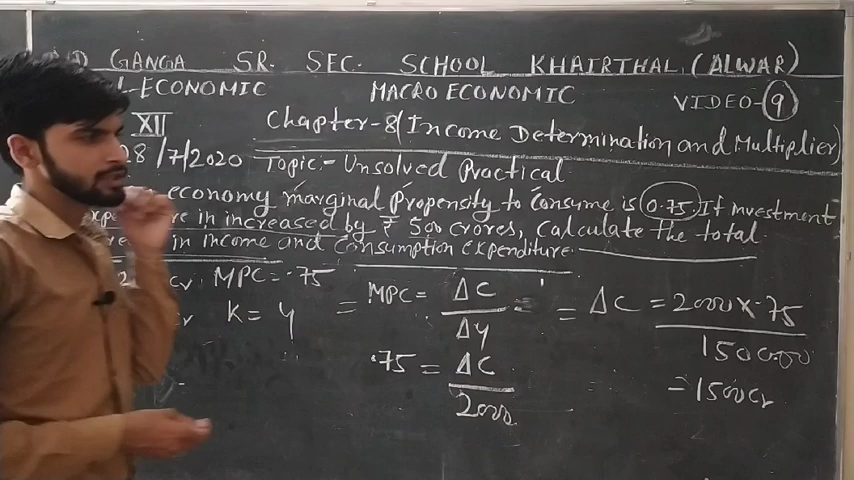 GANGA SR. SEC. SCHOOL KHAIRTHAL, (ALWAR)
ECONOMIC MACRO ECONOMIC VIDEO-9
XII Chapter-8(Income Determination and Multiplier)
28/7/2020 Topic:- Unsolved Practical
economy marginal Propensity to Consume is 0.75. If investment
in increased by ₹ 500 crores, Calculate the total
in income and Consumption expenditure.
cr, MPC = .75
K = 4
= MPC = ΔC / Δy
.75 = ΔC / 2000
= ΔC = 2000 x .75
1500.00
= 1500 cr